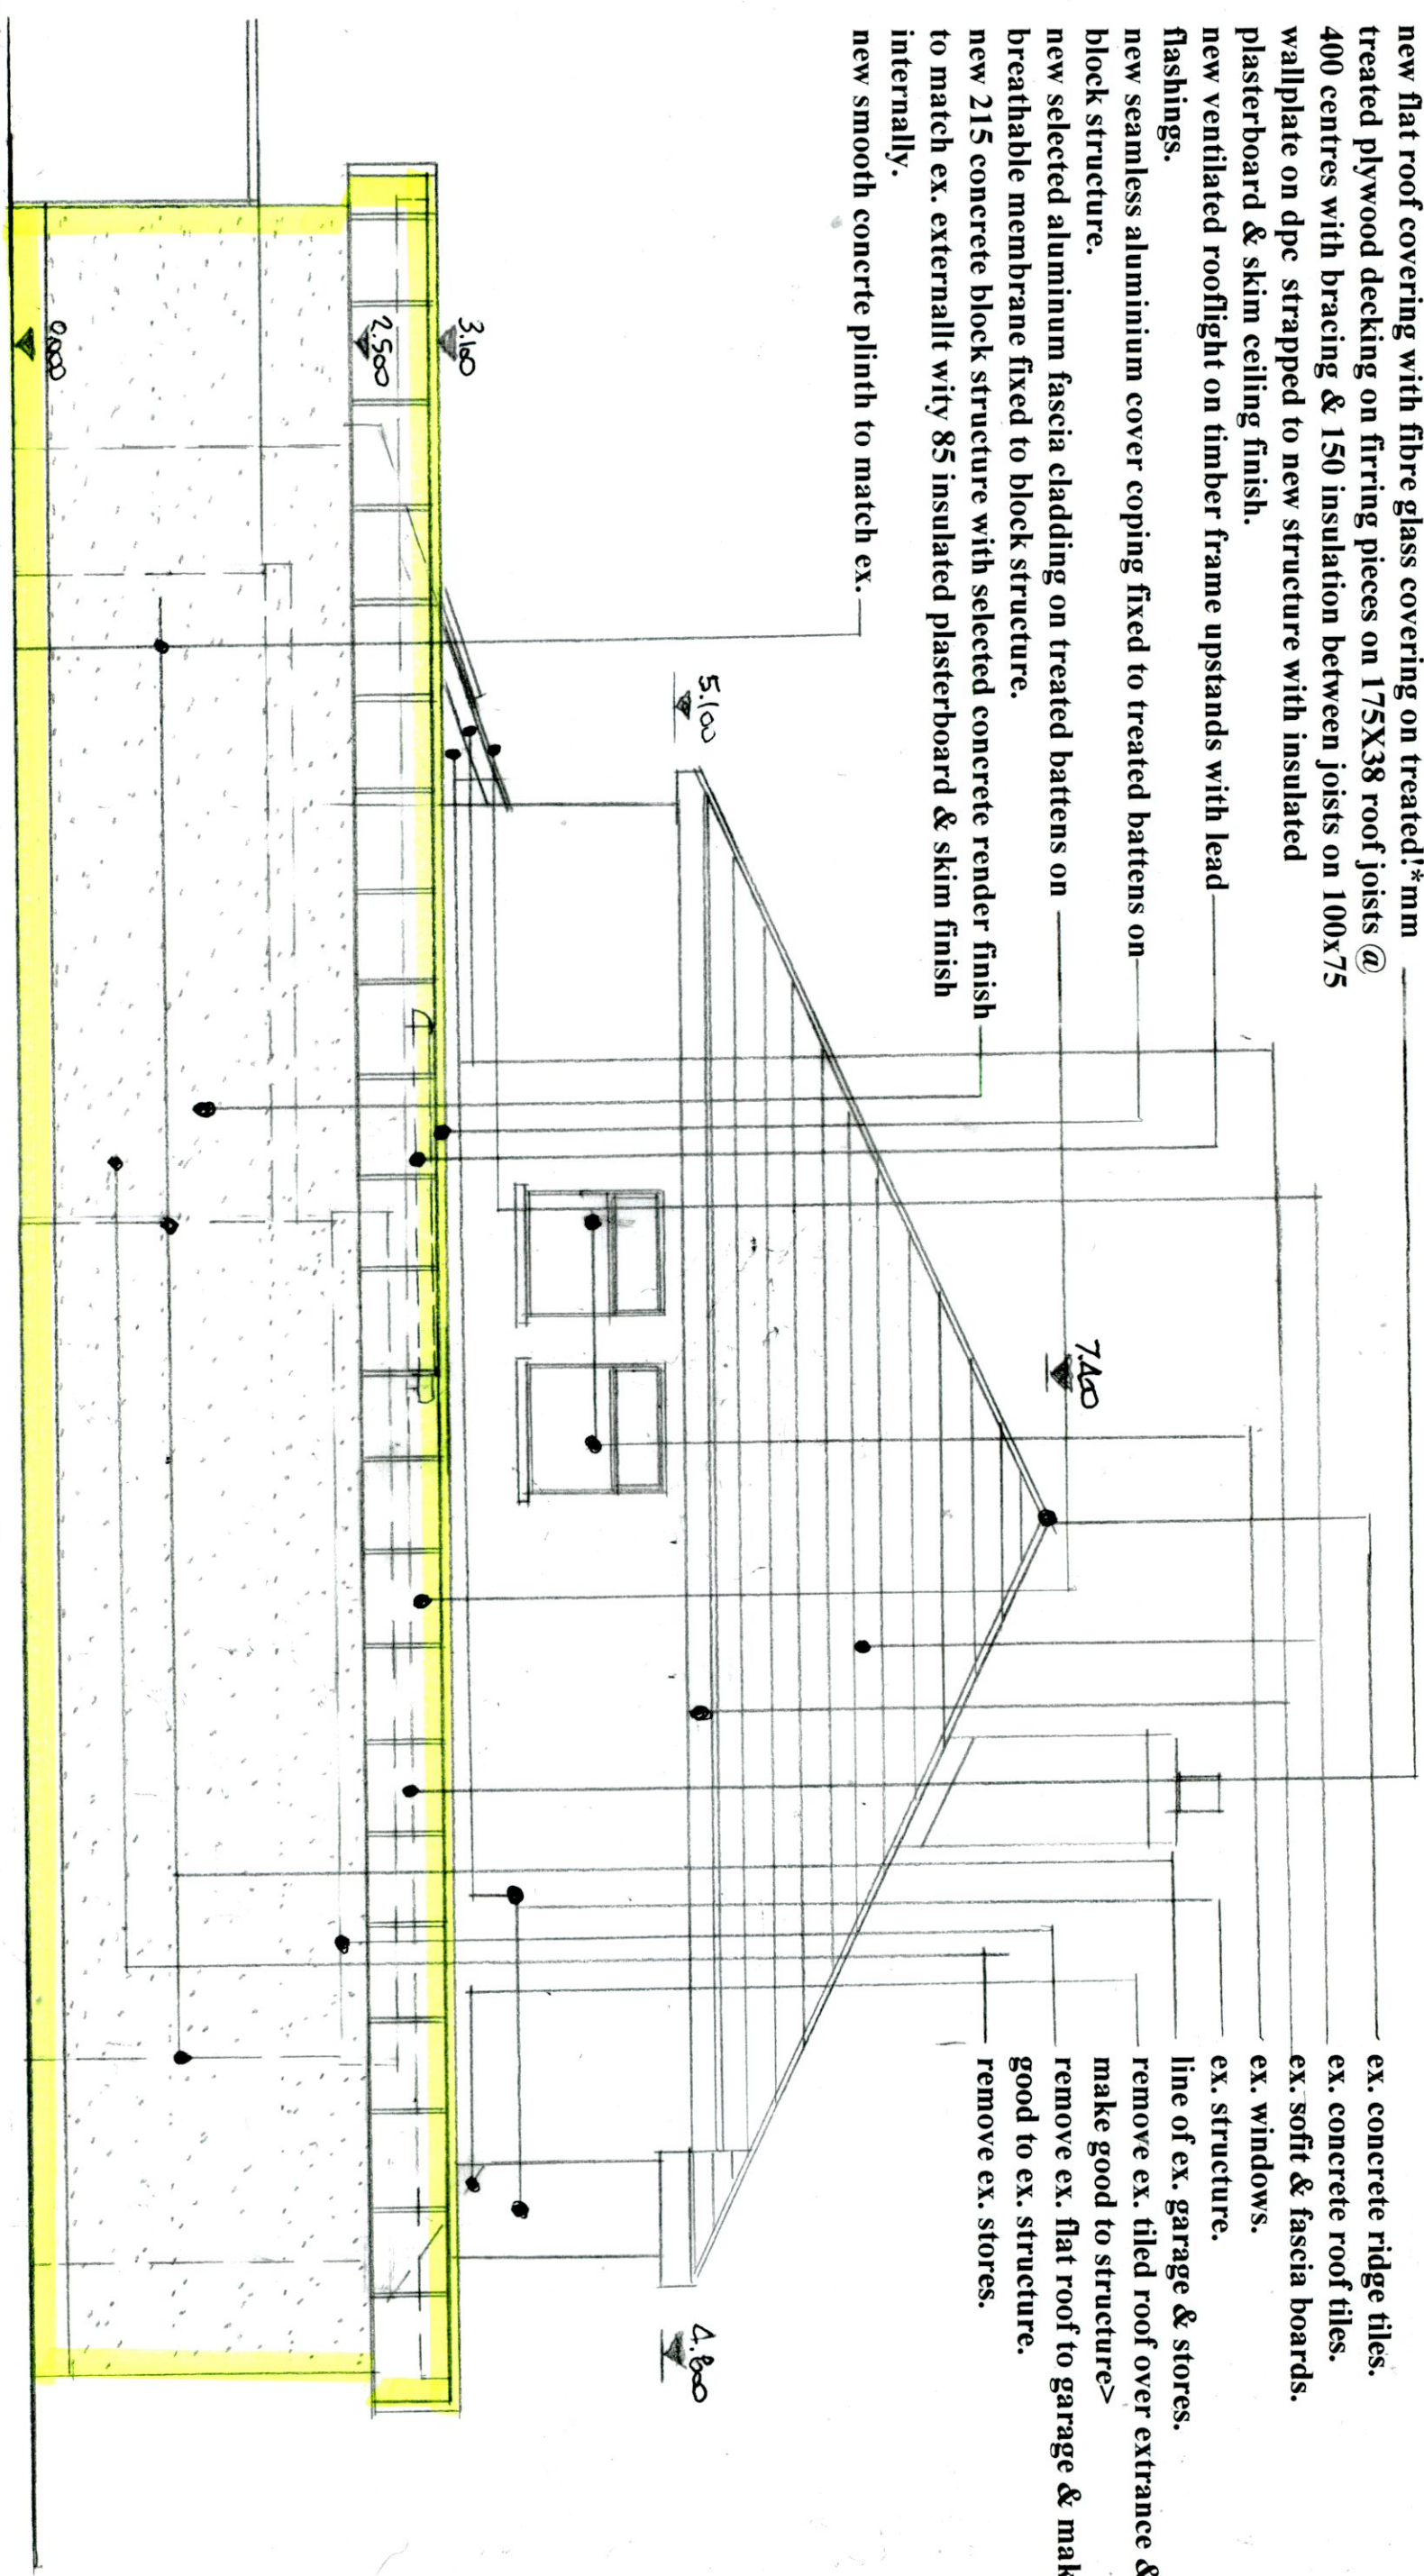 new flat roof covering with fibre glass covering on treated!*mm
treated plywood decking on firring pieces on 175X38 roof joists @
400 centres with bracing & 150 insulation between joists on 100x75
wallplate on dpc strapped to new structure with insulated
plasterboard & skim ceiling finish.
new ventilated rooflight on timber frame upstands with lead
flashings.
new seamless aluminium cover coping fixed to treated battens on
block structure.
new selected aluminum fascia cladding on treated battens on
breathable membrane fixed to block structure.
new 215 concrete block structure with selected concrete render finish
to match ex. externallt wity 85 insulated plasterboard & skim finish
internally.
new smooth concrte plinth to match ex.
ex. concrete ridge tiles.
ex. concrete roof tiles.
ex. sofit & fascia boards.
ex. windows.
ex. structure.
line of ex. garage & stores.
remove ex. tiled roof over extrance &
make good to structure>
remove ex. flat roof to garage & mak
good to ex. structure.
remove ex. stores.
7.400
5.100
4.800
3.100
2.500
0.000